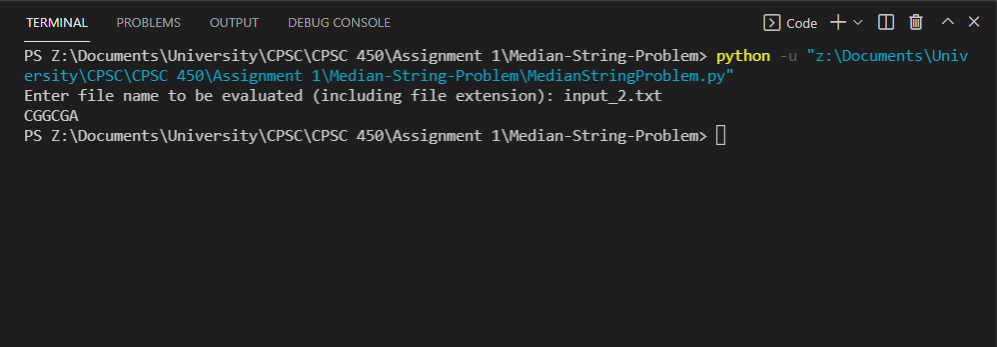 TERMINAL PROBLEMS OUTPUT DEBUG CONSOLE Code
PS Z:\Documents\University\CPSC\CPSC 450\Assignment 1\Median-String-Problem> python -u "z:\Documents\Univ
ersity\CPSC\CPSC 450\Assignment 1\Median-String-Problem\MedianStringProblem.py"
Enter file name to be evaluated (including file extension): input_2.txt
CGGCGA
PS Z:\Documents\University\CPSC\CPSC 450\Assignment 1\Median-String-Problem>